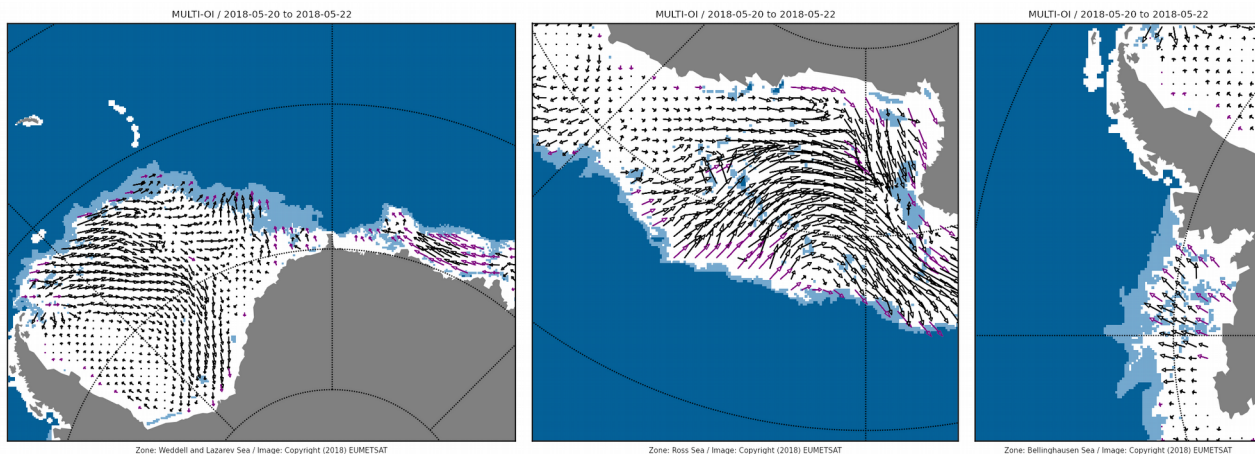 MULTI-OI / 2018-05-20 to 2018-05-22
MULTI-OI / 2018-05-20 to 2018-05-22
MULTI-OI / 2018-05-20 to 2018-05-22
Zone: Weddell and Lazarev Sea / Image: Copyright (2018) EUMETSAT
Zone: Ross Sea / Image: Copyright (2018) EUMETSAT
Zone: Bellinghausen Sea / Image: Copyright (2018) EUMETSAT